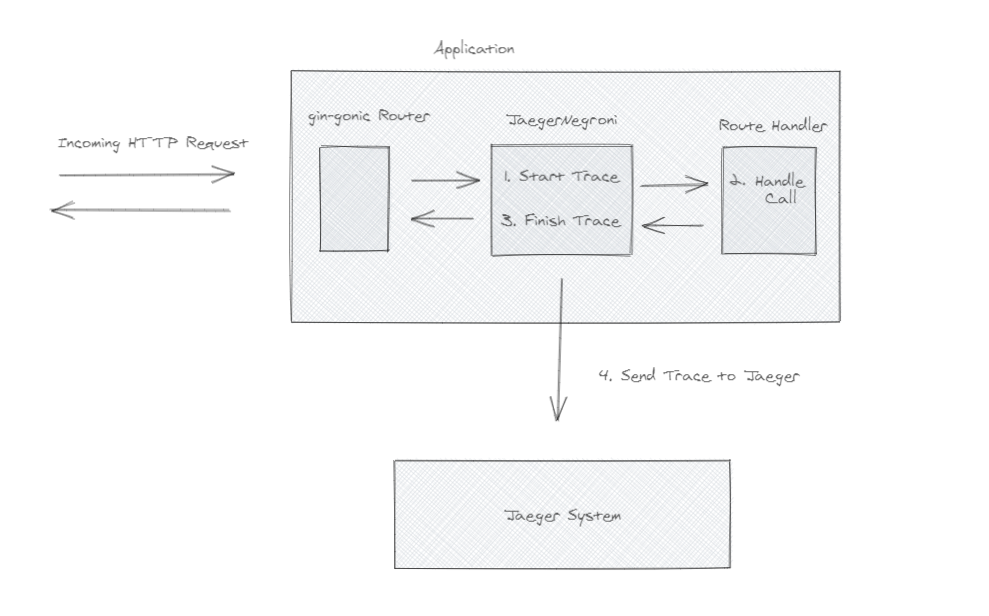 Application
gin-gonic Router
JaegerNegroni
Route Handler
Incoming HTTP Request
1. Start Trace
3. Finish Trace
2. Handle
Call
4. Send Trace to Jaeger
Jaeger System